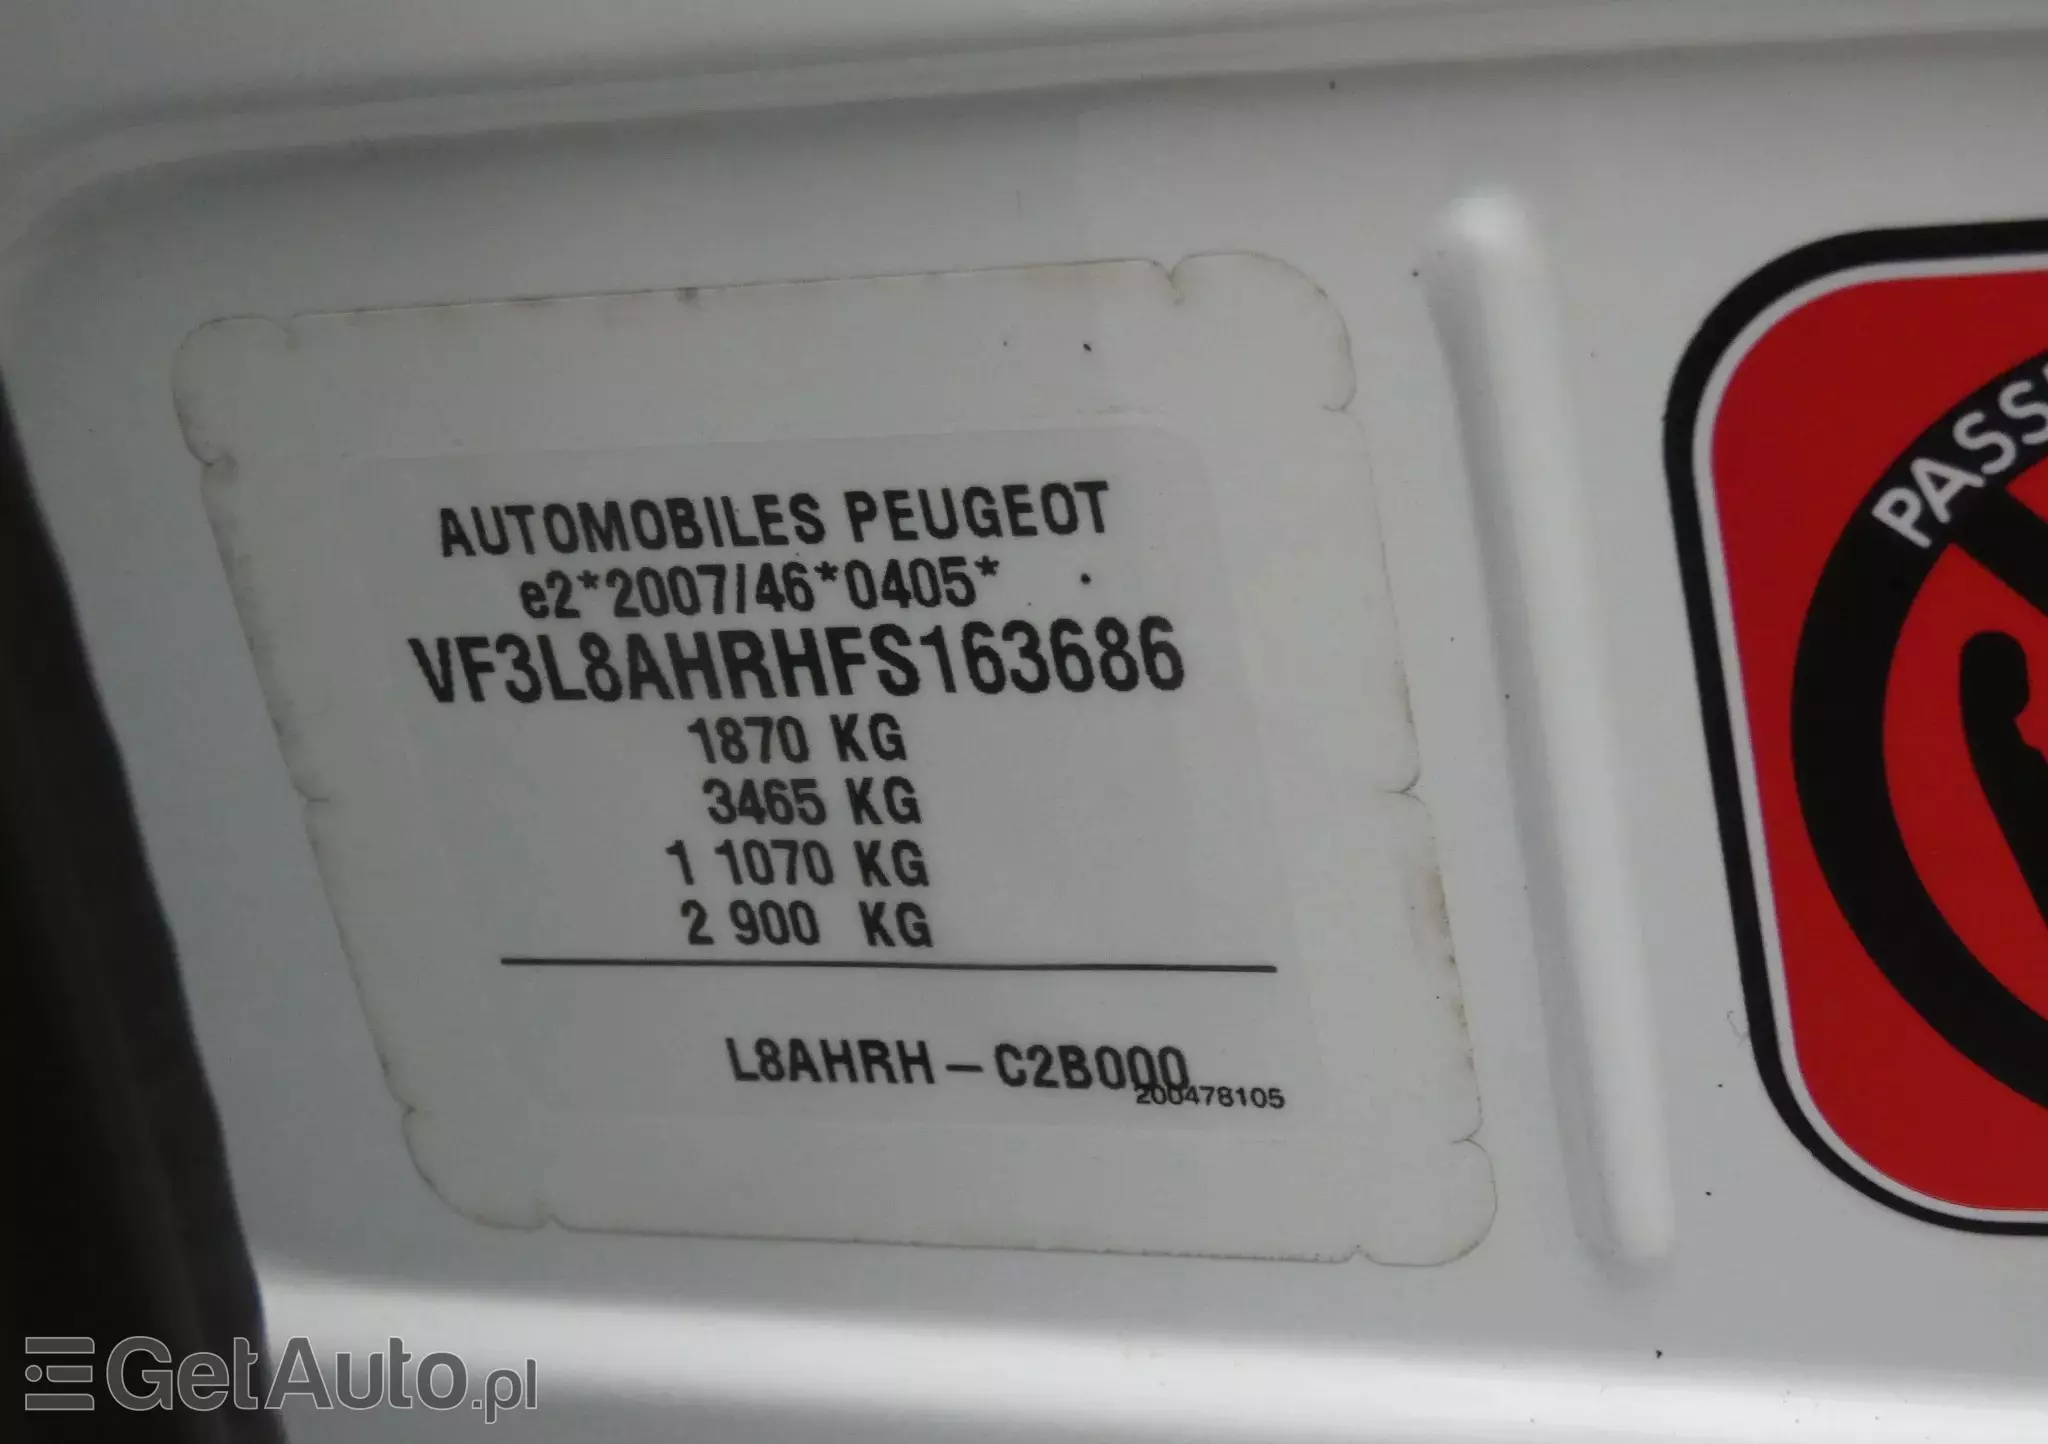 AUTOMOBILES PEUGEOT
e2*2007/46*0405*
VF3L8AHRHFS163686
1870 KG
3465 KG
1 1070 KG
2 900 KG
L8AHRH – C2B000
200478105
PASS
GetAuto.pl